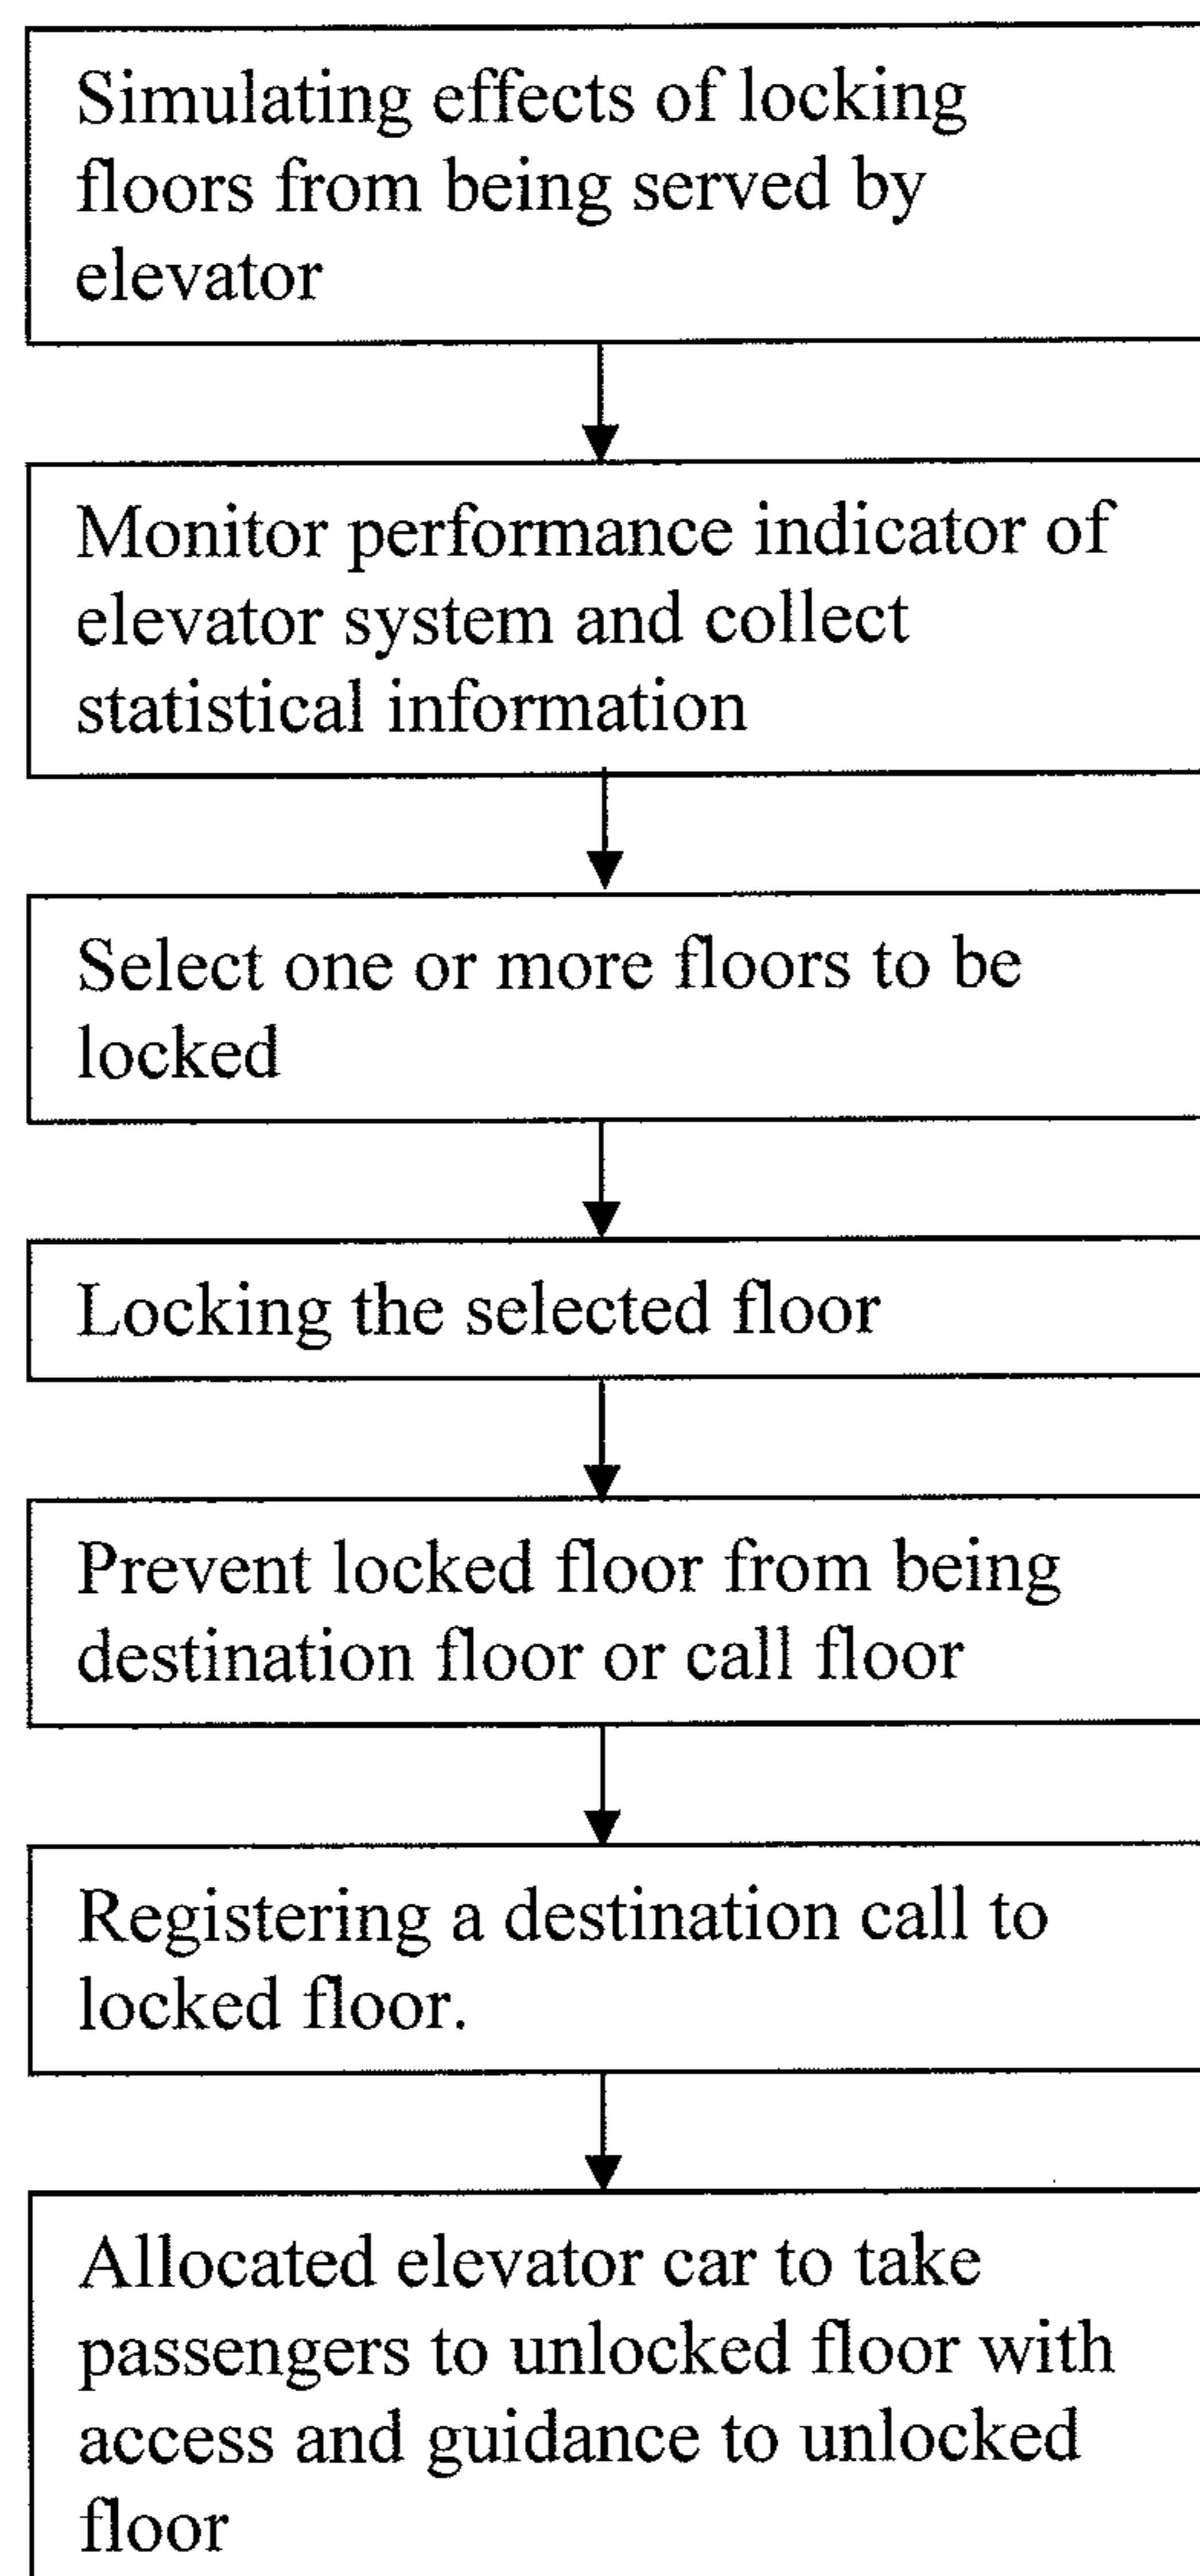 Simulating effects of locking
floors from being served by
elevator
Monitor performance indicator of
elevator system and collect
statistical information
Select one or more floors to be
locked
Locking the selected floor
Prevent locked floor from being
destination floor or call floor
Registering a destination call to
locked floor.
Allocated elevator car to take
passengers to unlocked floor with
access and guidance to unlocked
floor